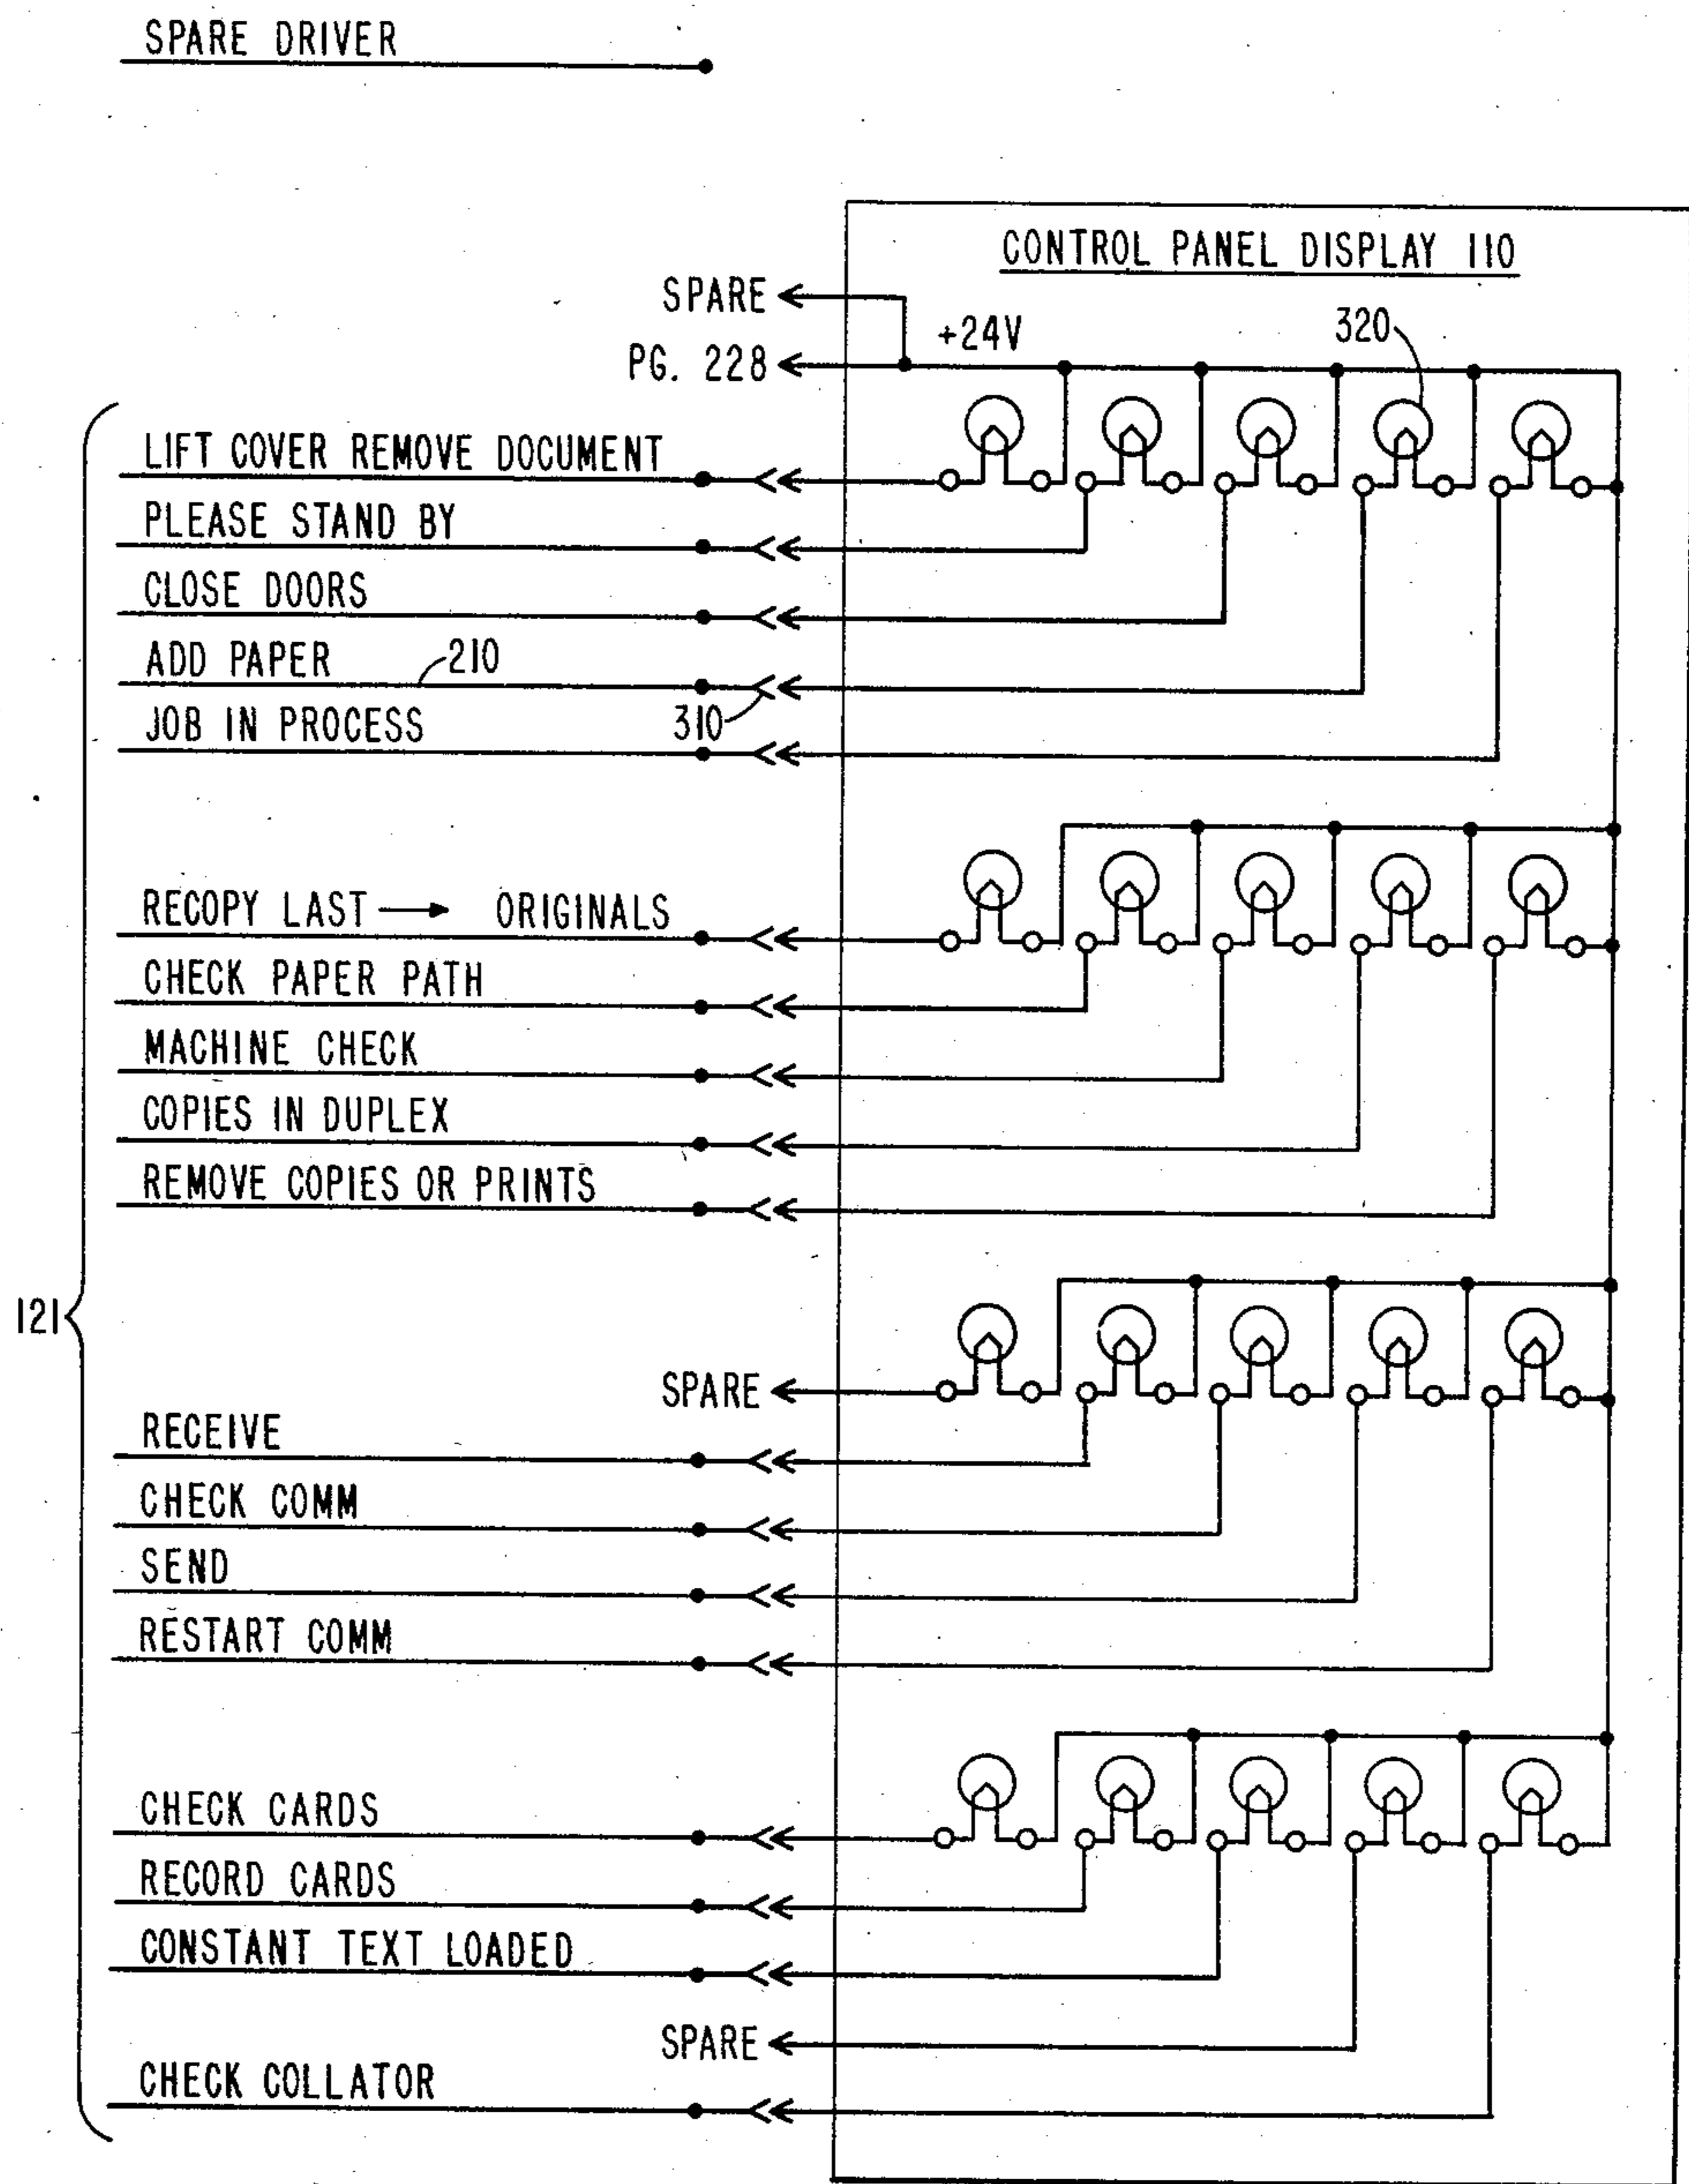 SPARE DRIVER
CONTROL PANEL DISPLAY 110
SPARE
+24V
320
PG. 228
LIFT COVER REMOVE DOCUMENT
PLEASE STAND BY
CLOSE DOORS
ADD PAPER
210
310
JOB IN PROCESS
RECOPY LAST → ORIGINALS
CHECK PAPER PATH
MACHINE CHECK
COPIES IN DUPLEX
REMOVE COPIES OR PRINTS
121
SPARE
RECEIVE
CHECK COMM
SEND
RESTART COMM
CHECK CARDS
RECORD CARDS
CONSTANT TEXT LOADED
SPARE
CHECK COLLATOR